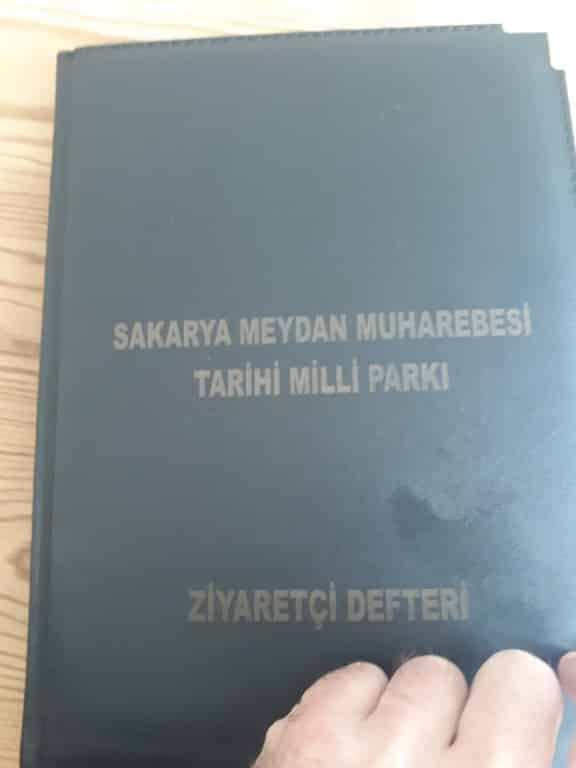 SAKARYA MEYDAN MUHAREBESİ
TARİHİ MİLLİ PARKI
ZİYARETÇİ DEFTERİ